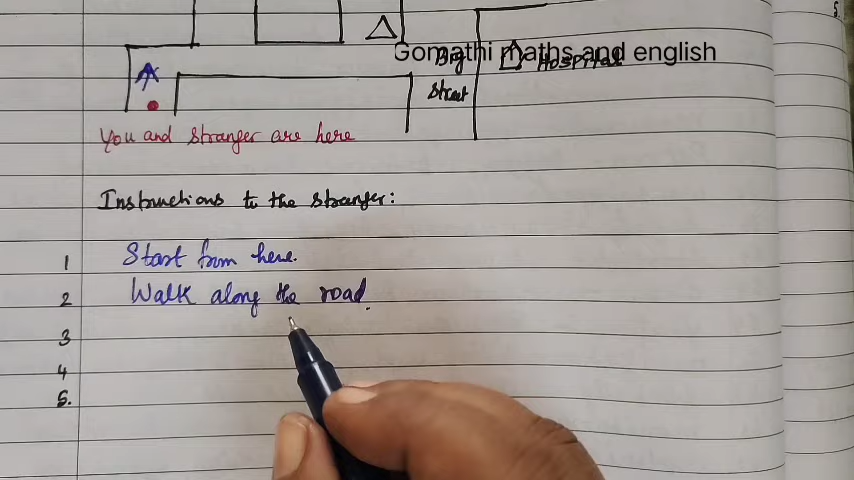 Gomathi maths and english
Big Hospital
Street
You and stranger are here
Instructions to the stranger:
1 Start from here.
2 Walk along the road.
3
4
5.